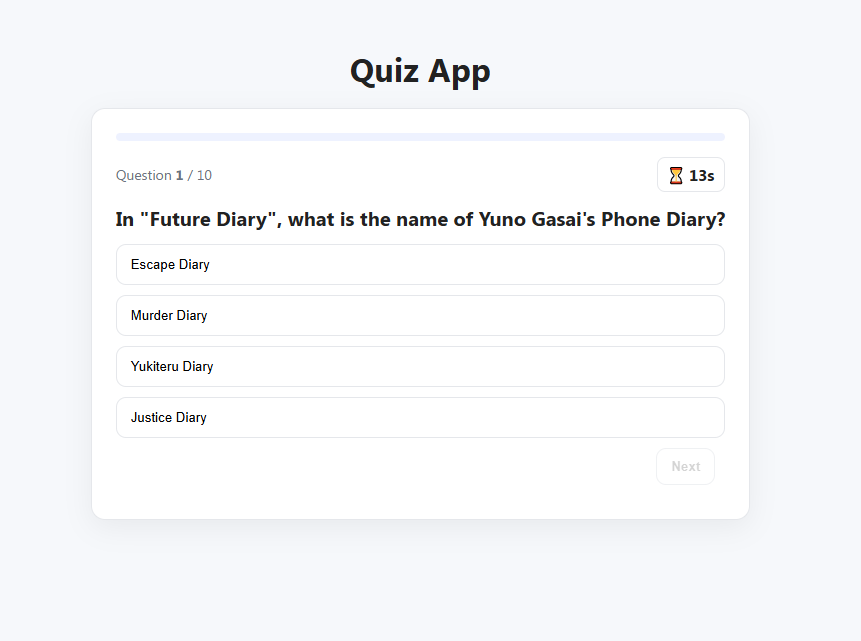 Quiz App
Question 1 / 10
⏳ 13s
In "Future Diary", what is the name of Yuno Gasai's Phone Diary?
Escape Diary
Murder Diary
Yukiteru Diary
Justice Diary
Next